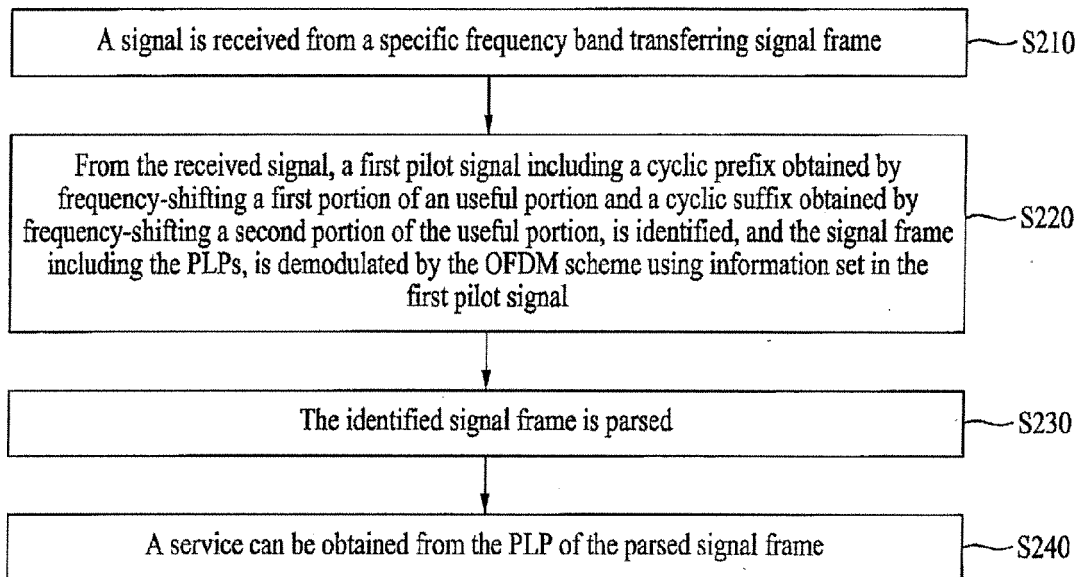 A signal is received from a specific frequency band transferring signal frame
S210
From the received signal, a first pilot signal including a cyclic prefix obtained by
frequency-shifting a first portion of an useful portion and a cyclic suffix obtained by
frequency-shifting a second portion of the useful portion, is identified, and the signal frame
including the PLPs, is demodulated by the OFDM scheme using information set in the
first pilot signal
S220
The identified signal frame is parsed
S230
A service can be obtained from the PLP of the parsed signal frame
S240